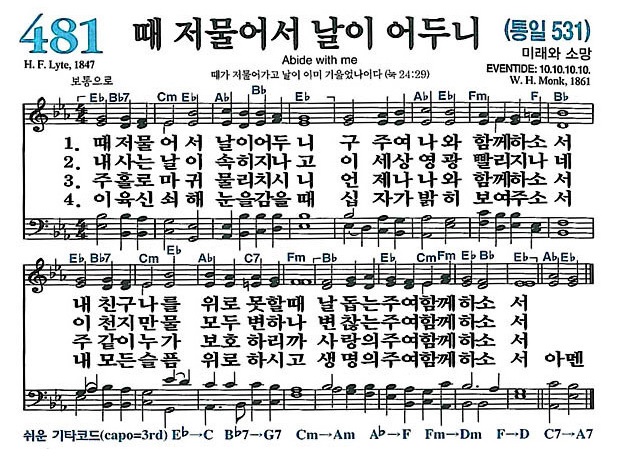 481
때 저물어서 날이 어두니
(통일 531)
Abide with me
미래와 소망
H. F. Lyte, 1847
때가 저물어가고 날이 이미 기울었나이다 (눅 24:29)
EVENTIDE: 10.10.10.10.
보통으로
W. H. Monk, 1861
E♭ B♭7 Cm E♭ A♭ B♭ E♭ B♭7 Cm A♭ E♭ F B♭
1. 때 저물 어 서 날이어두 니 구 주여 나 와 함께하소 서
2. 내 사는 날 이 속히지나 고 이 세상 영 광 빨리지나 네
3. 주 홀로 마 귀 물리치시 니 언 제나 나 와 함께하소 서
4. 이 육신 쇠 해 눈을감을 때 십 자가 밝 히 보여주소 서
내 친구 나 를 위로 못할때 날 돕는주여함께하소 서
이 천지 만 물 모두 변하나 변 찮는주여함께하소 서
주 같이 누 가 보호 하리까 사 랑의주여함께하소 서
내 모든 슬 픔 위로 하시고 생 명의주여함께하소 서 아멘
쉬운 기타코드(capo=3rd) E♭→C B♭7→G7 Cm→Am A♭→F Fm→Dm F→D C7→A7